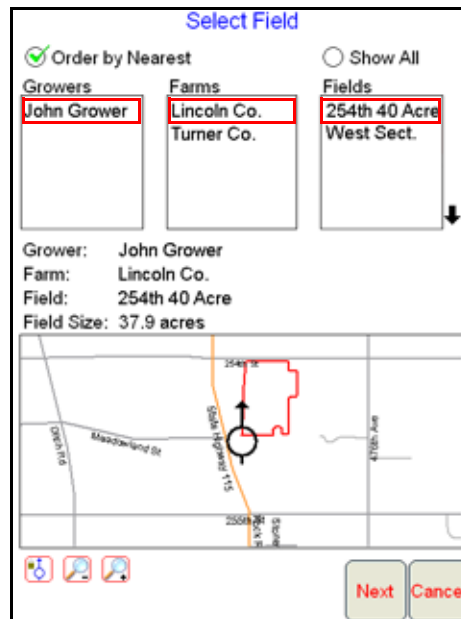 Select Field
Order by Nearest
Show All
Growers
Farms
Fields
John Grower
Lincoln Co.
254th 40 Acre
Turner Co.
West Sect.
Grower: John Grower
Farm: Lincoln Co.
Field: 254th 40 Acre
Field Size: 37.9 acres
254th St
Ditch Rd
Meadowland St
State Highway 115
476th Ave
255th
Next
Cance